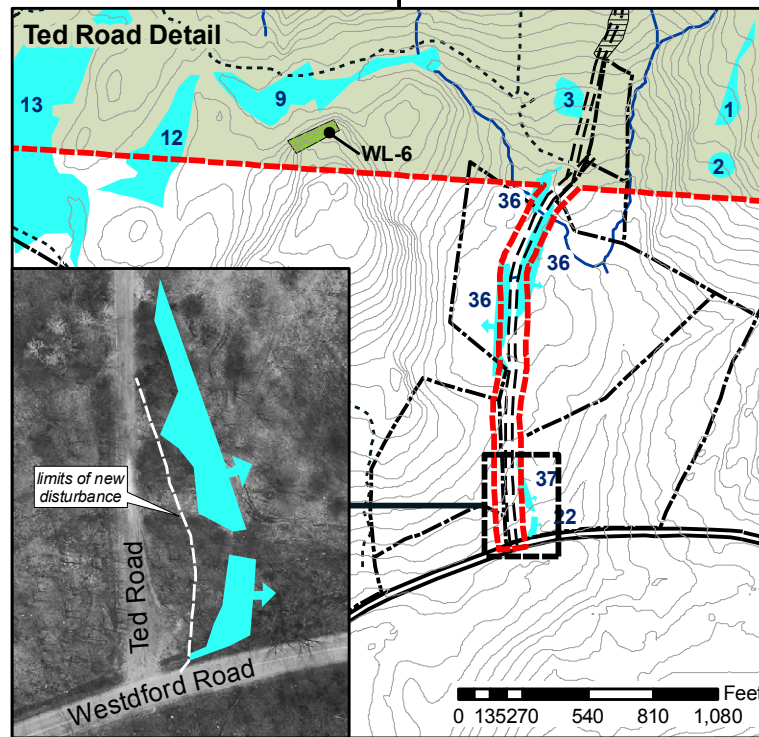 Ted Road Detail
13
9
12
WL-6
3
1
2
36
36
36
37
22
limits of new
disturbance
Ted Road
Westdford Road
Feet
0 135270 540 810 1,080